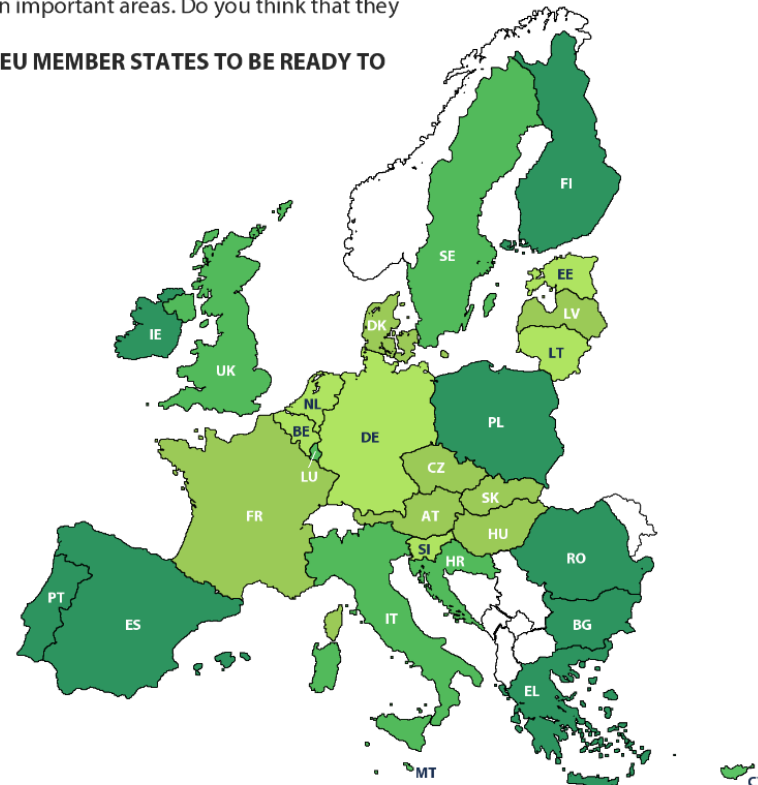 n important areas. Do you think that they
EU MEMBER STATES TO BE READY TO
FI
SE
EE
LV
DK
IE
LT
UK
NL
PL
BE
DE
CZ
LU
SK
FR
AT
HU
SI
HR
RO
PT
IT
ES
BG
EL
MT